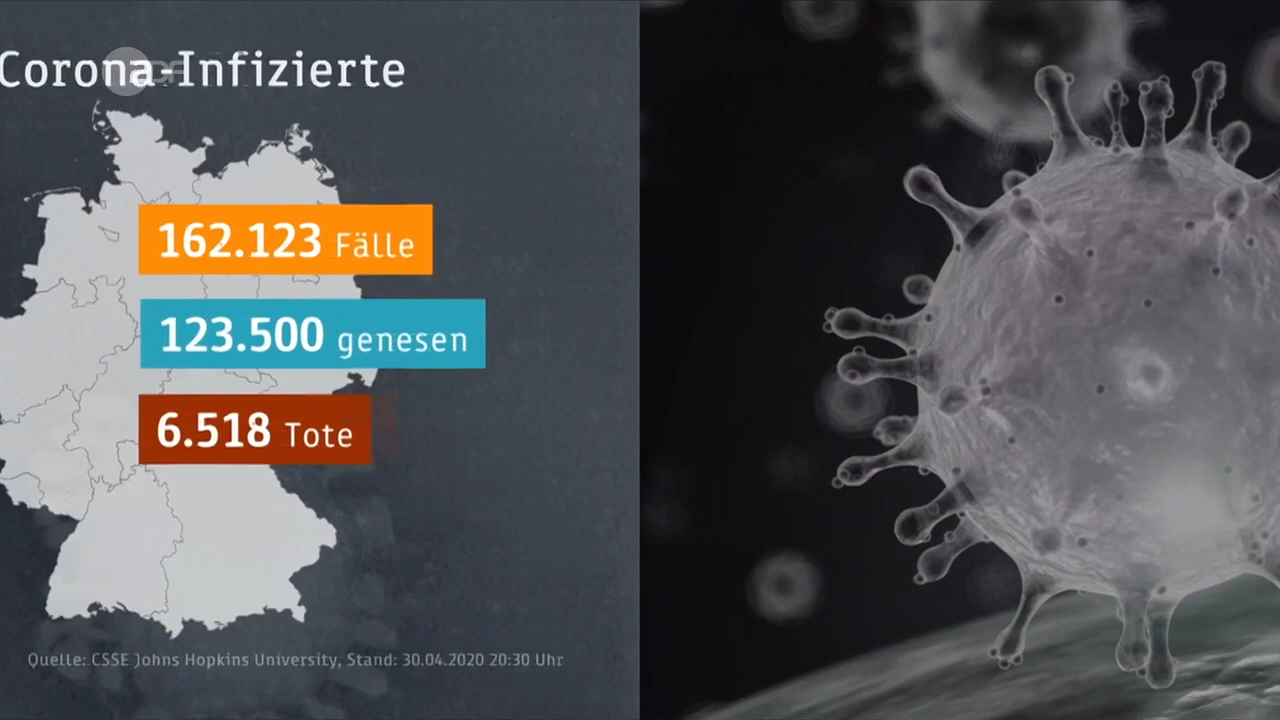 Corona-Infizierte
ZDF
162.123 Fälle
123.500 genesen
6.518 Tote
Quelle: CSSE Johns Hopkins University, Stand: 30.04.2020 20:30 Uhr